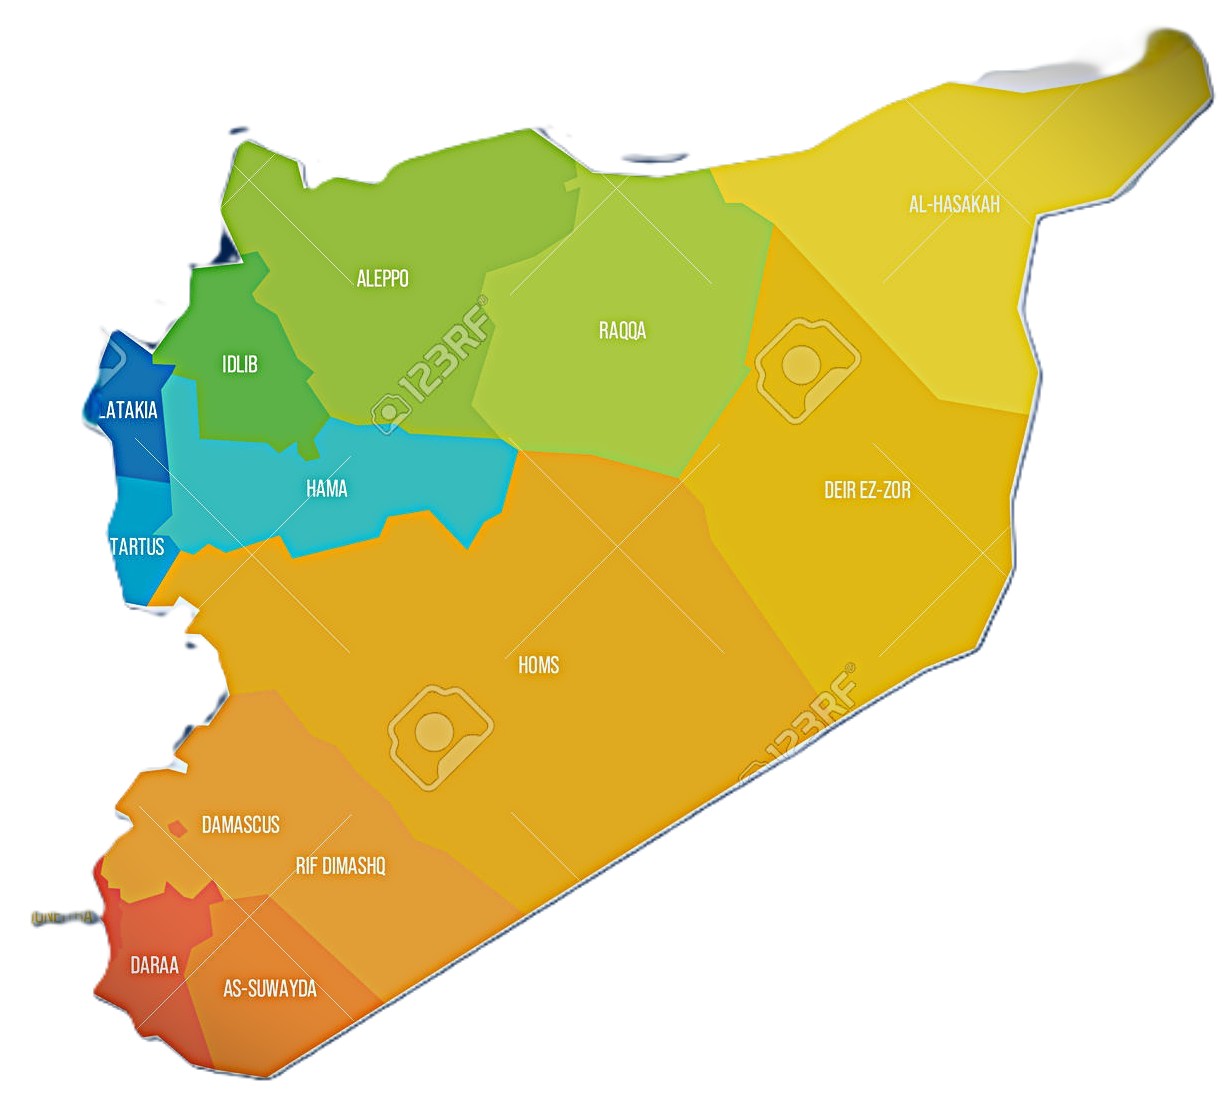 AL-HASAKAH
ALEPPO
RAQQA
IDLIB
LATAKIA
HAMA
DEIR EZ-ZOR
TARTUS
HOMS
DAMASCUS
RIF DIMASHQ
DARAA
AS-SUWAYDA
123RF®
123RF®